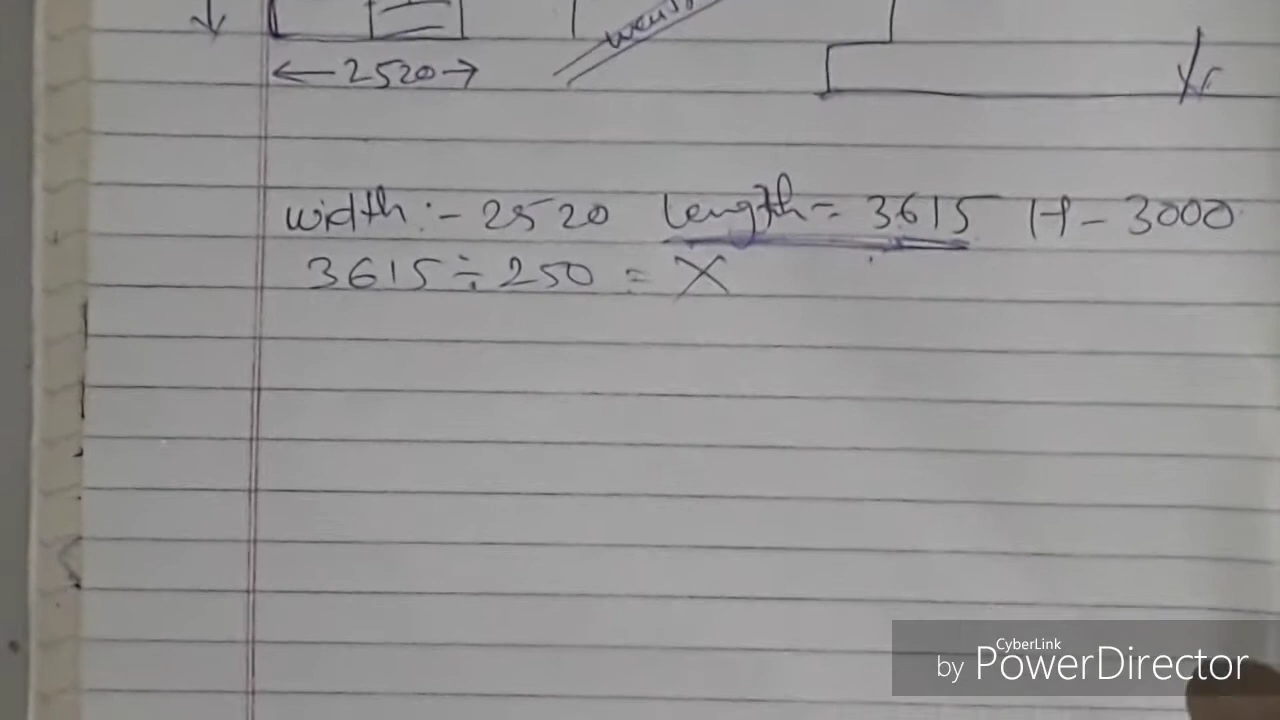 2520
width :- 2520 Length = 3615 H - 3000
3615 ÷ 250 = X
CyberLink
by PowerDirector